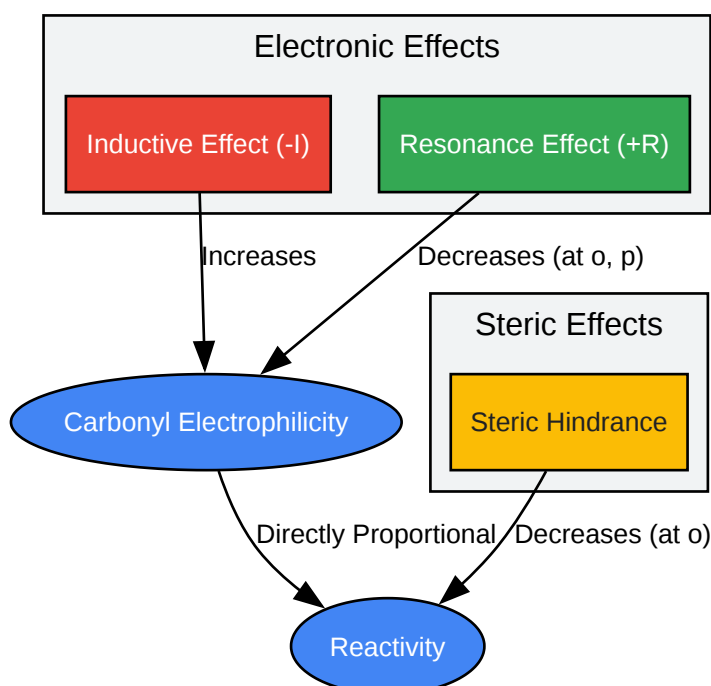 Electronic Effects
Inductive Effect (-I)
Resonance Effect (+R)
Increases
Decreases (at o, p)
Steric Effects
Carbonyl Electrophilicity
Steric Hindrance
Directly Proportional
Decreases (at o)
Reactivity